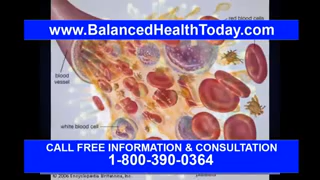 www.BalancedHealthToday.com
red blood cells
blood
vessel
white blood cell
CALL FREE INFORMATION & CONSULTATION
1-800-390-0364